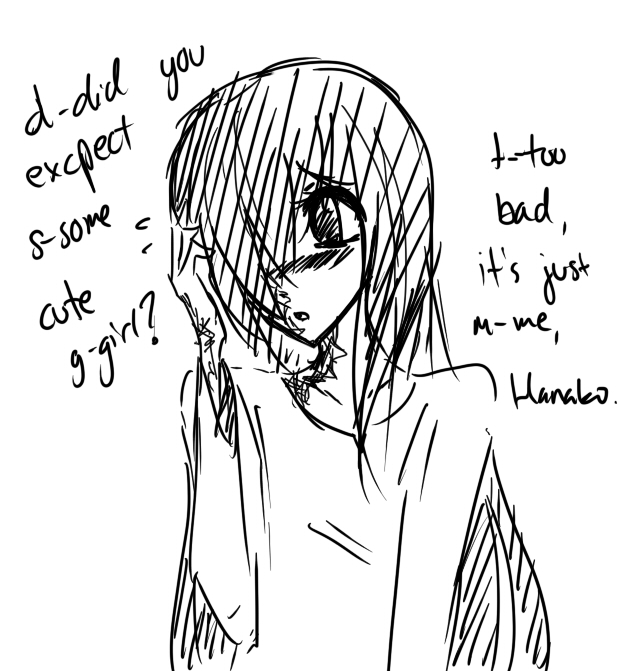 d-did you
excpect
s-some
cute
g-girl?
t-too
bad,
it's just
m-me,
Hanako.